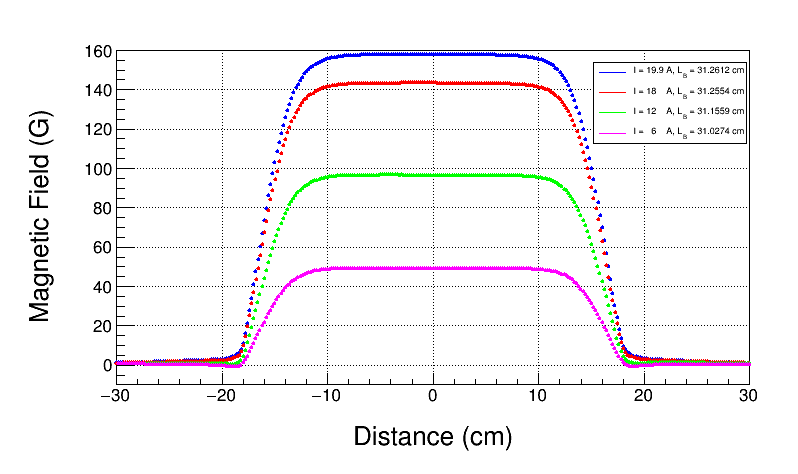 160
140
120
100
80
60
40
20
0
−30
−20
−10
0
10
20
30
Magnetic Field (G)
Distance (cm)
I = 19.9 A, L_B = 31.2612 cm
I = 18 A, L_B = 31.2554 cm
I = 12 A, L_B = 31.1559 cm
I = 6 A, L_B = 31.0274 cm